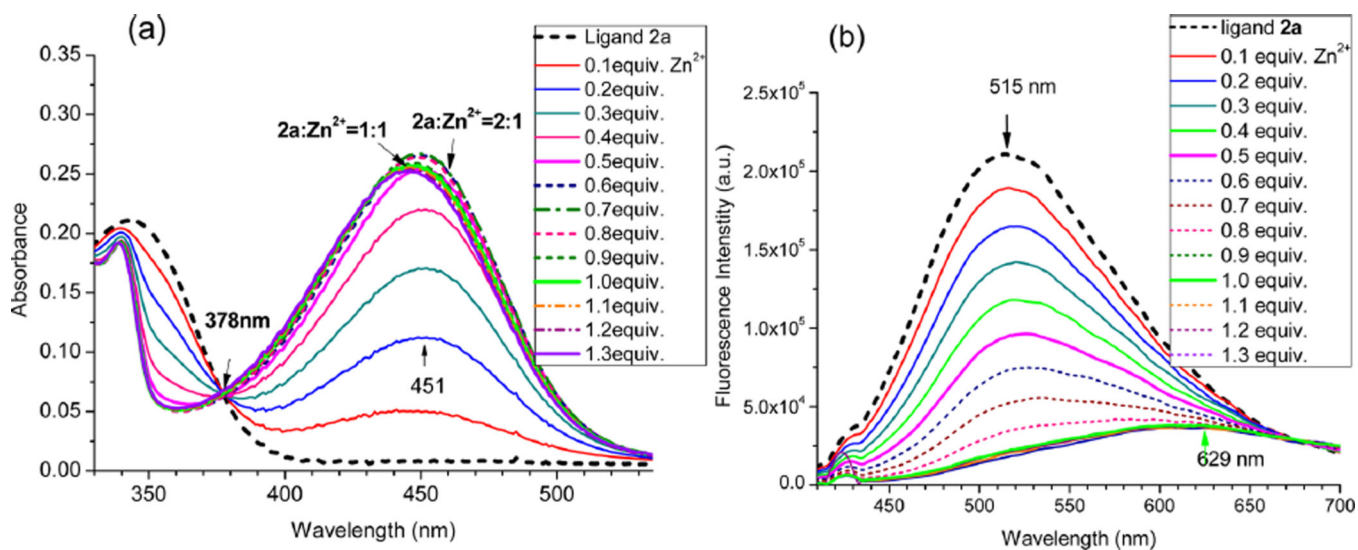 (a)
Absorbance
0.35
0.30
0.25
0.20
0.15
0.10
0.05
0.00
350
400
450
500
Wavelength (nm)
378nm
2a:Zn²⁺=1:1
2a:Zn²⁺=2:1
451
Ligand 2a
0.1equiv. Zn²⁺
0.2equiv.
0.3equiv.
0.4equiv.
0.5equiv.
0.6equiv.
0.7equiv.
0.8equiv.
0.9equiv.
1.0equiv.
1.1equiv.
1.2equiv.
1.3equiv.
(b)
Fluorescence Intenstity (a.u.)
2.5x10⁵
2.0x10⁵
1.5x10⁵
1.0x10⁵
5.0x10⁴
0.0
450
500
550
600
650
700
Wavelength (nm)
515 nm
629 nm
ligand 2a
0.1 equiv. Zn²⁺
0.2 equiv.
0.3 equiv.
0.4 equiv.
0.5 equiv.
0.6 equiv.
0.7 equiv.
0.8 equiv.
0.9 equiv.
1.0 equiv.
1.1 equiv.
1.2 equiv.
1.3 equiv.